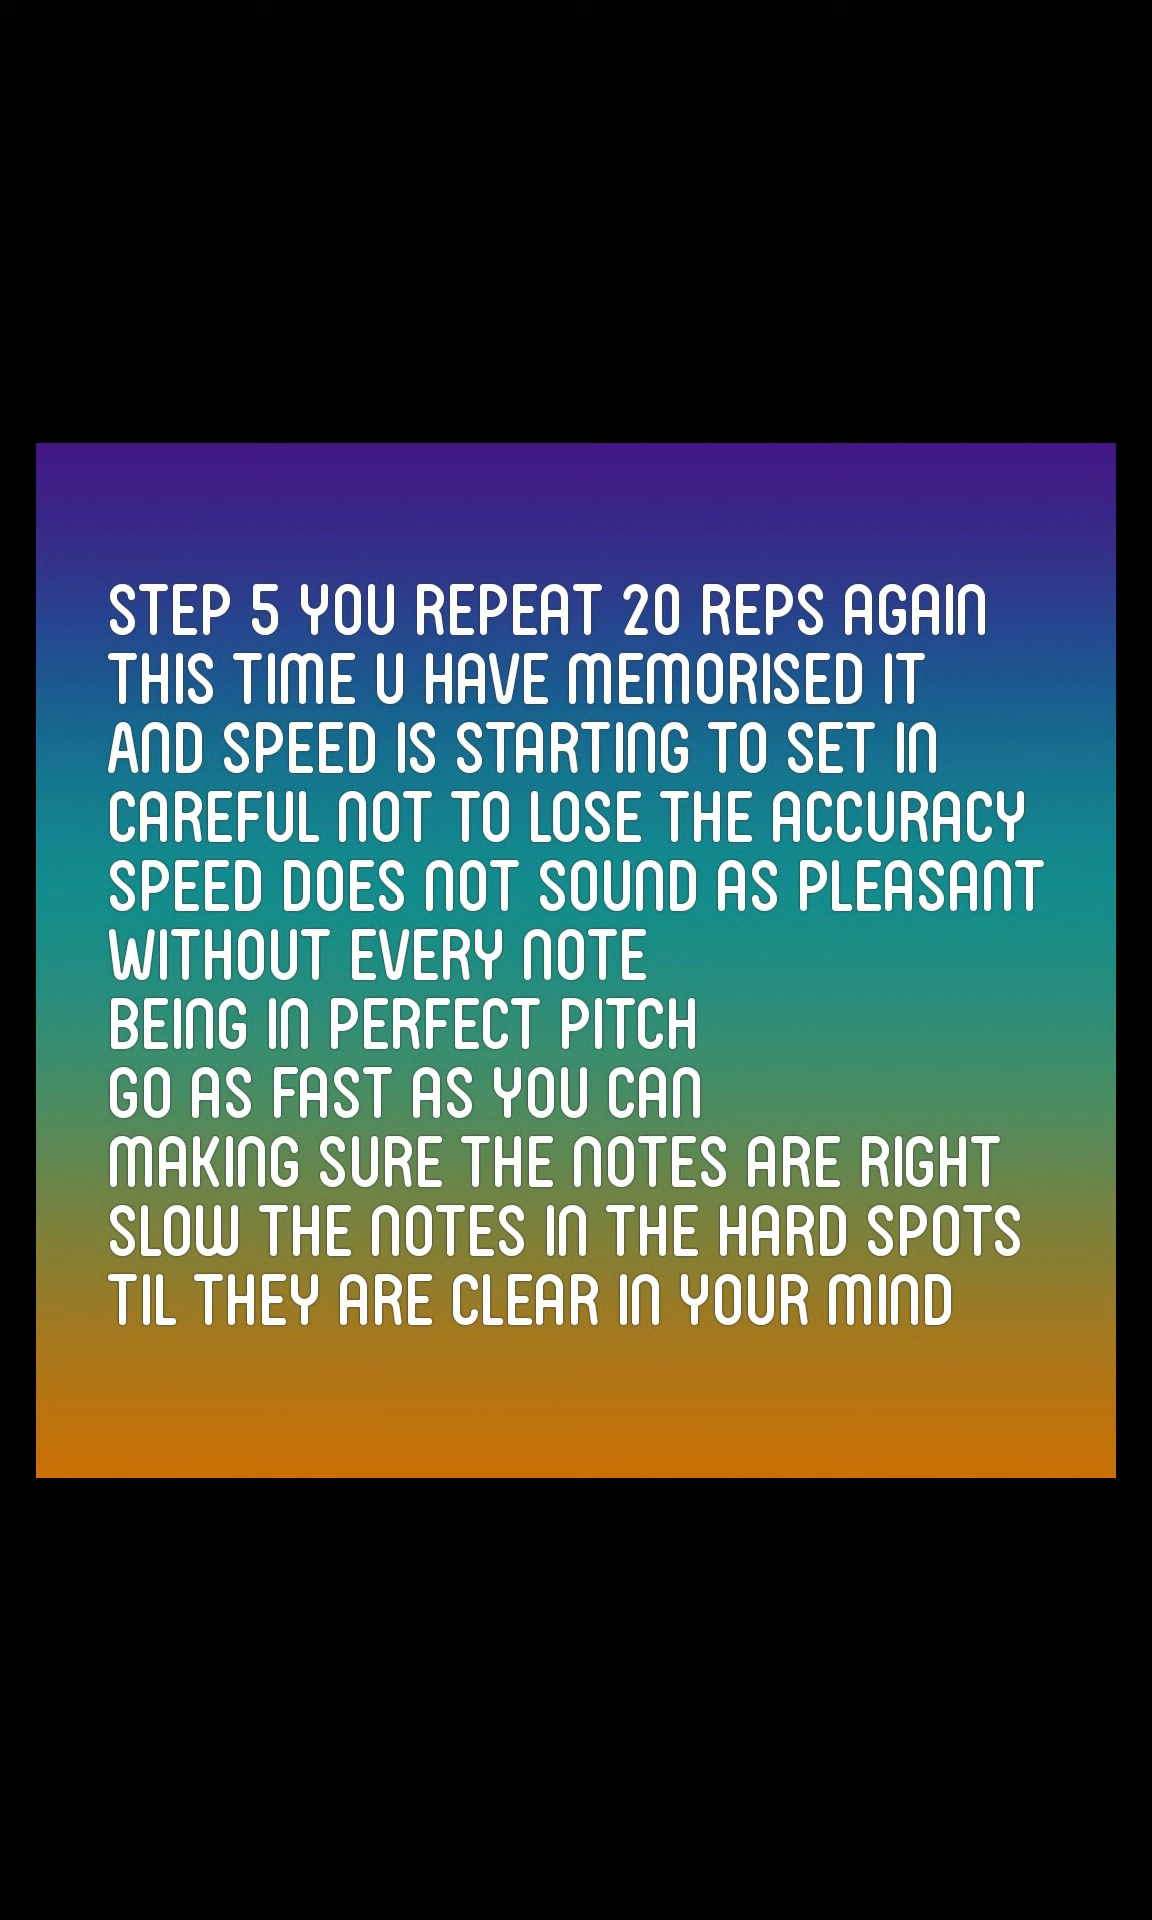 STEP 5 YOU REPEAT 20 REPS AGAIN
THIS TIME U HAVE MEMORISED IT
AND SPEED IS STARTING TO SET IN
CAREFUL NOT TO LOSE THE ACCURACY
SPEED DOES NOT SOUND AS PLEASANT
WITHOUT EVERY NOTE
BEING IN PERFECT PITCH
GO AS FAST AS YOU CAN
MAKING SURE THE NOTES ARE RIGHT
SLOW THE NOTES IN THE HARD SPOTS
TIL THEY ARE CLEAR IN YOUR MIND